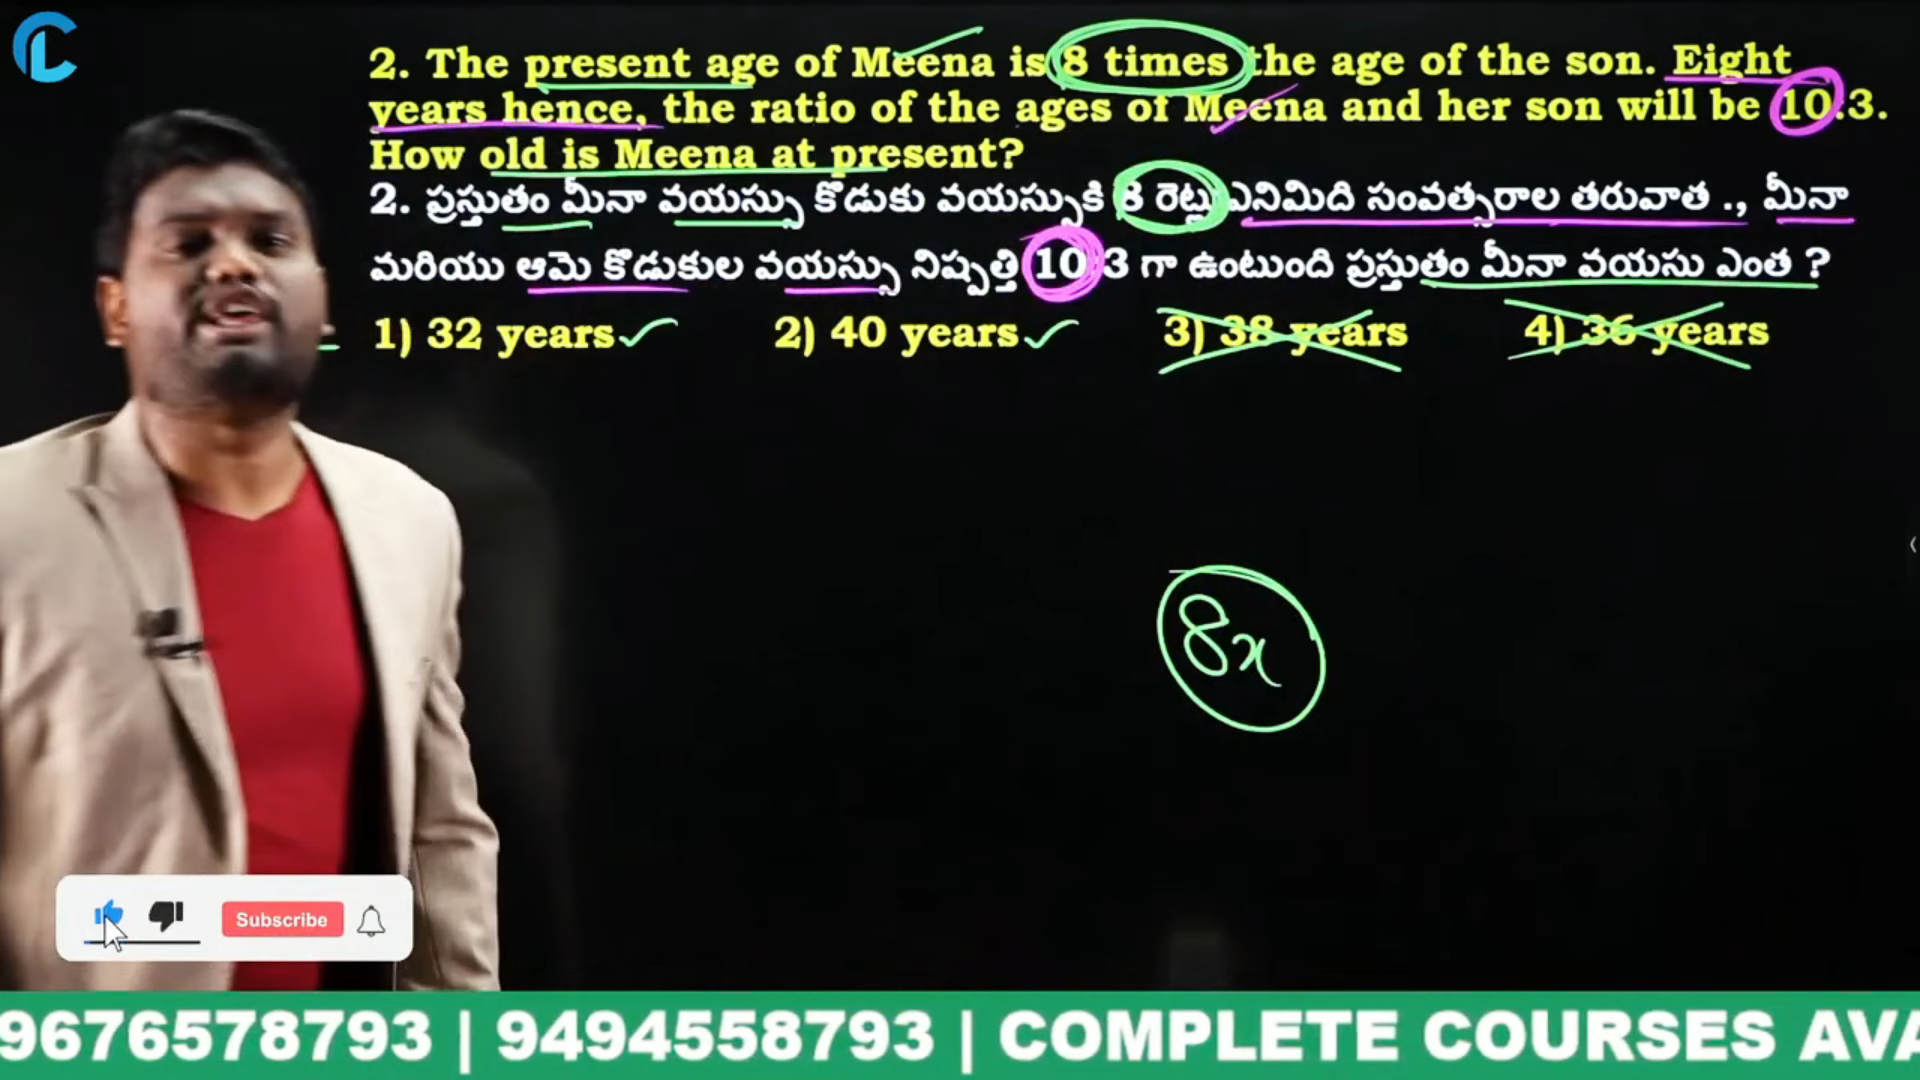 2. The present age of Meena is 8 times the age of the son. Eight
years hence, the ratio of the ages of Meena and her son will be 10:3.
How old is Meena at present?
2. ప్రస్తుతం మీనా వయస్సు కొడుకు వయస్సుకి 8 రెట్లు ఎనిమిది సంవత్సరాల తరువాత ., మీనా
మరియు ఆమె కొడుకుల వయస్సు నిష్పత్తి 10:3 గా ఉంటుంది ప్రస్తుతం మీనా వయసు ఎంత ?
1) 32 years 2) 40 years 3) 38 years 4) 36 years
8x
Subscribe
9676578793 | 9494558793 | COMPLETE COURSES AVA